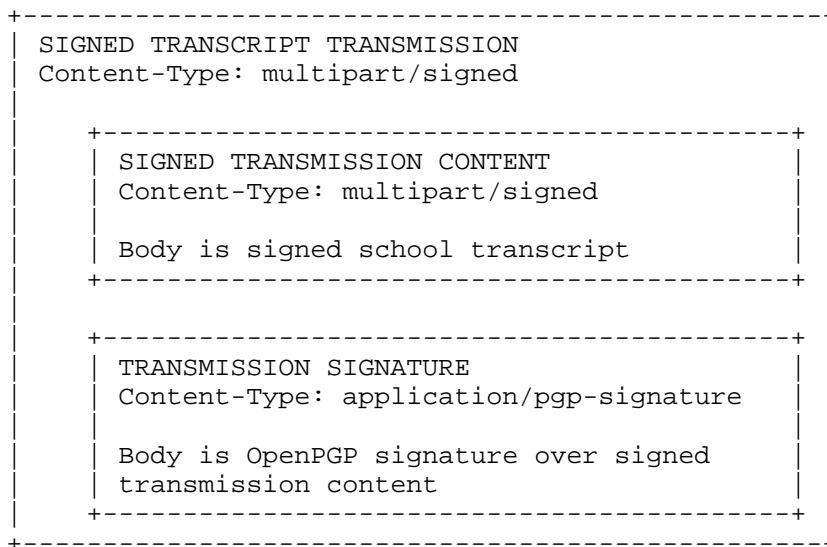 SIGNED TRANSCRIPT TRANSMISSION
Content-Type: multipart/signed
SIGNED TRANSMISSION CONTENT
Content-Type: multipart/signed
Body is signed school transcript
TRANSMISSION SIGNATURE
Content-Type: application/pgp-signature
Body is OpenPGP signature over signed
transmission content